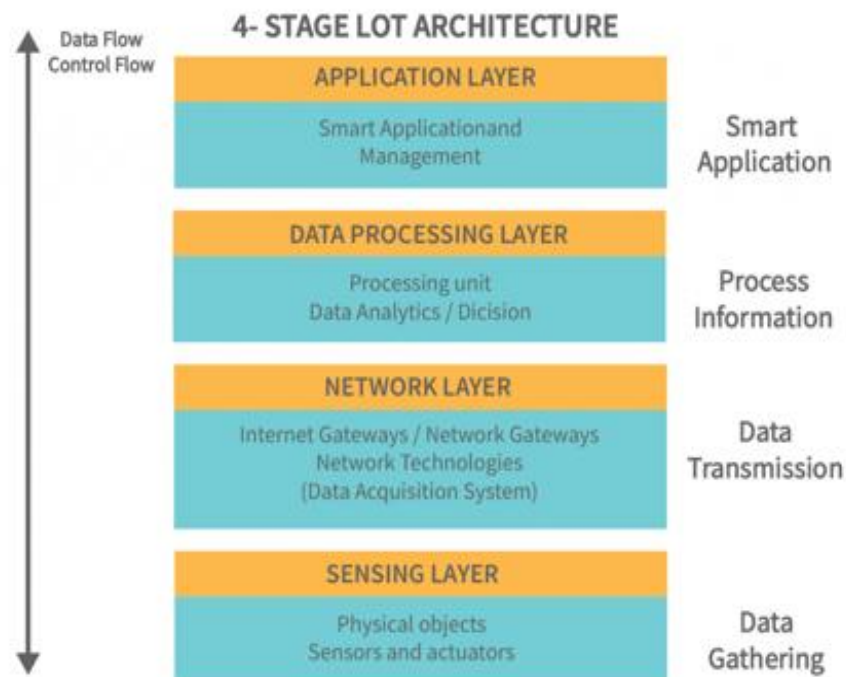 4- STAGE LOT ARCHITECTURE
Data Flow
Control Flow
APPLICATION LAYER
Smart Applicationand
Management
Smart
Application
DATA PROCESSING LAYER
Processing unit
Data Analytics / Dicision
Process
Information
NETWORK LAYER
Internet Gateways / Network Gateways
Network Technologies
(Data Acquisition System)
Data
Transmission
SENSING LAYER
Physical objects
Sensors and actuators
Data
Gathering